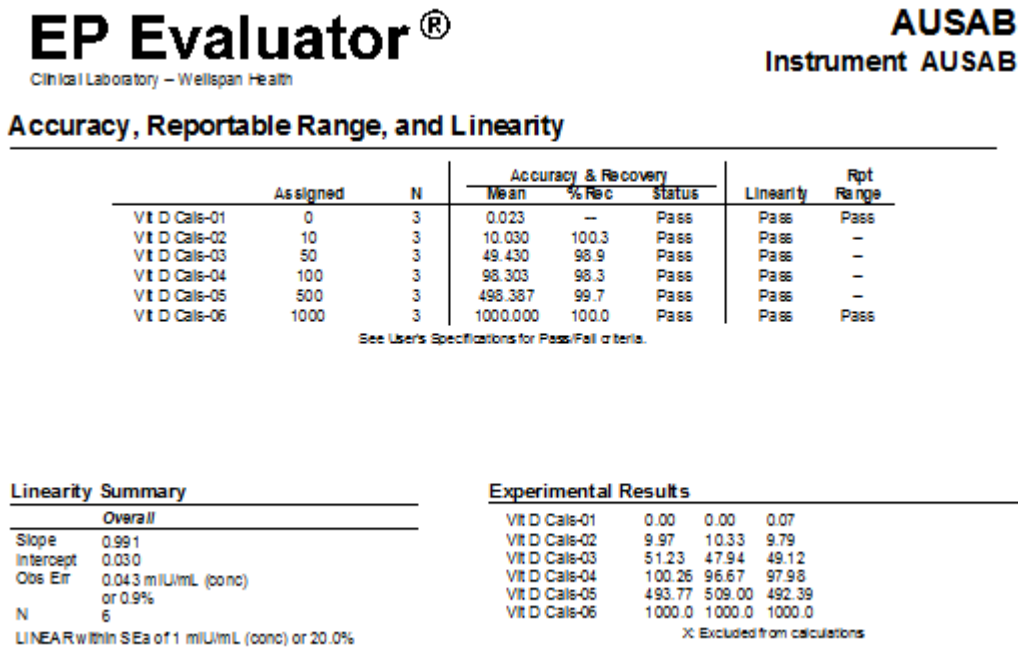 EP Evaluator ®
AUSAB
Clinical Laboratory – Wellspan Health
Instrument AUSAB
Accuracy, Reportable Range, and Linearity
Accuracy & Recovery Rpt
Assigned N Mean % Rec Status Linearity Range
Vit D Cals-01 0 3 0.023 – Pass Pass Pass
Vit D Cals-02 10 3 10.030 100.3 Pass Pass –
Vit D Cals-03 50 3 49.430 98.9 Pass Pass –
Vit D Cals-04 100 3 98.303 98.3 Pass Pass –
Vit D Cals-05 500 3 498.387 99.7 Pass Pass –
Vit D Cals-06 1000 3 1000.000 100.0 Pass Pass Pass
See User's Specifications for Pass/Fail criteria.
Linearity Summary
Overall
Slope 0.991
Intercept 0.030
Obs Err 0.043 mIU/mL (conc)
or 0.9%
N 6
LINEAR within SEa of 1 mIU/mL (conc) or 20.0%
Experimental Results
Vit D Cals-01 0.00 0.00 0.07
Vit D Cals-02 9.97 10.33 9.79
Vit D Cals-03 51.23 47.94 49.12
Vit D Cals-04 100.26 96.67 97.98
Vit D Cals-05 493.77 509.00 492.39
Vit D Cals-06 1000.0 1000.0 1000.0
X: Excluded from calculations